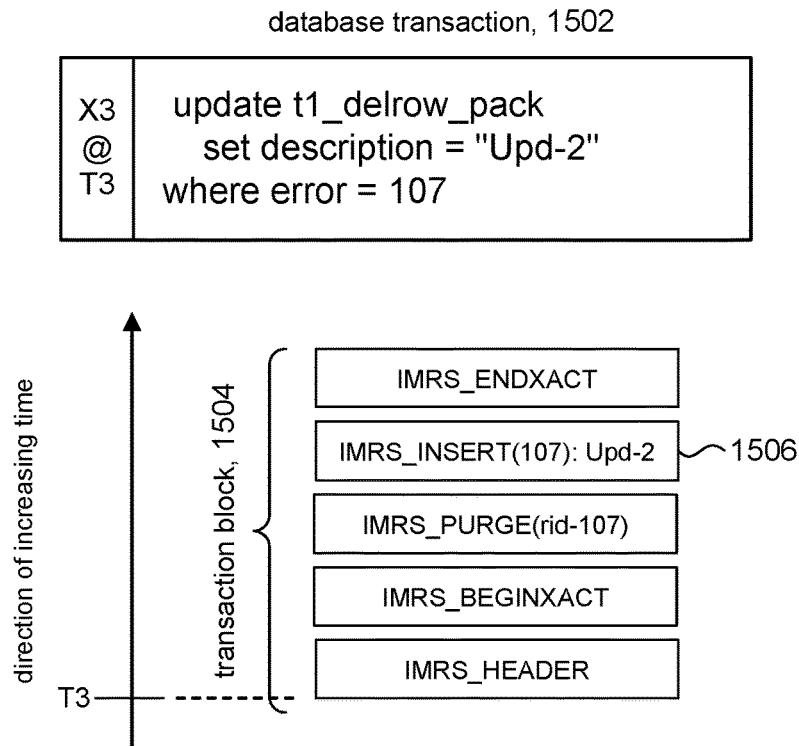 database transaction, 1502
X3
@
T3
update t1_delrow_pack
set description = "Upd-2"
where error = 107
direction of increasing time
transaction block, 1504
IMRS_ENDXACT
IMRS_INSERT(107): Upd-2
1506
IMRS_PURGE(rid-107)
IMRS_BEGINXACT
IMRS_HEADER
T3